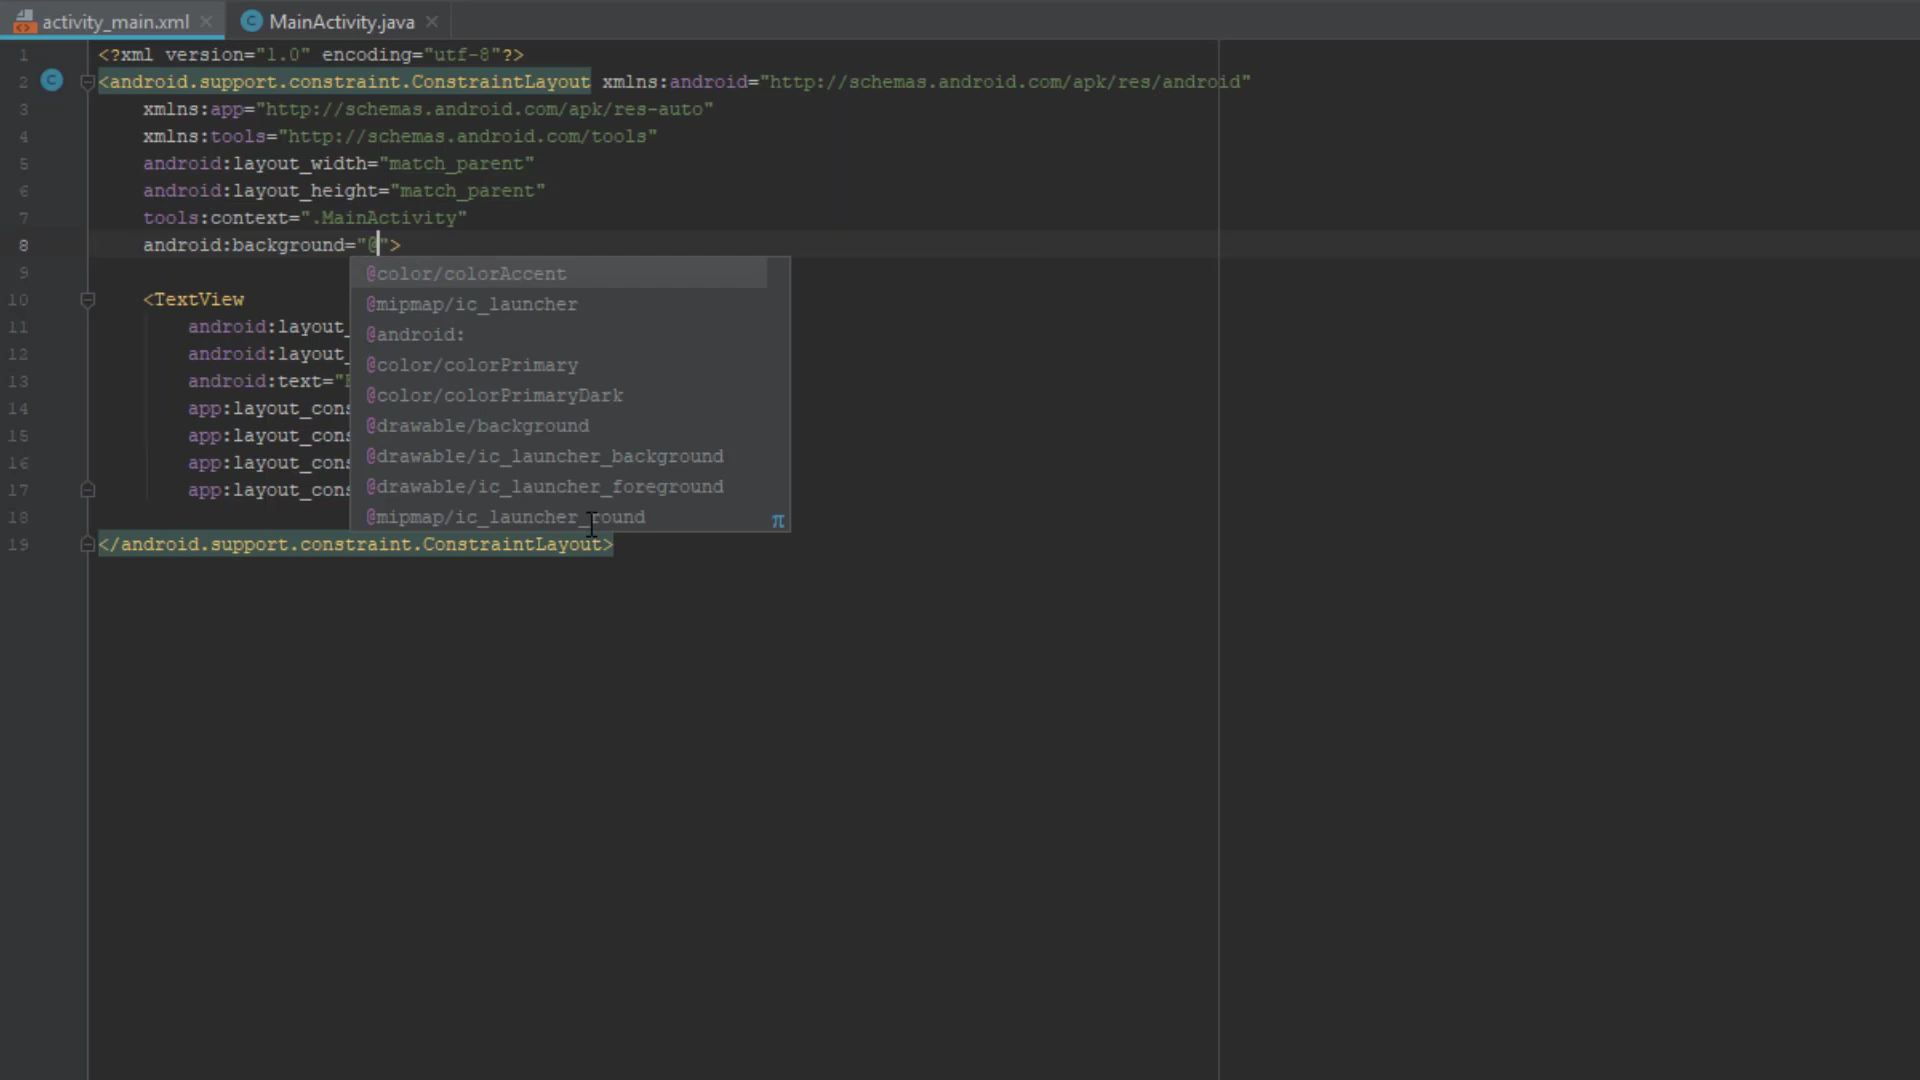 activity_main.xml
MainActivity.java
1 <?xml version="1.0" encoding="utf-8"?>
2 <android.support.constraint.ConstraintLayout xmlns:android="http://schemas.android.com/apk/res/android"
3 xmlns:app="http://schemas.android.com/apk/res-auto"
4 xmlns:tools="http://schemas.android.com/tools"
5 android:layout_width="match_parent"
6 android:layout_height="match_parent"
7 tools:context=".MainActivity"
8 android:background="@">
9
@color/colorAccent
10 <TextView
@mipmap/ic_launcher
11 android:layout_
@android:
12 android:layout_
@color/colorPrimary
13 android:text="
@color/colorPrimaryDark
14 app:layout_cons
@drawable/background
15 app:layout_cons
@drawable/ic_launcher_background
16 app:layout_cons
@drawable/ic_launcher_foreground
17 app:layout_cons
@mipmap/ic_launcher_round π
18
19 </android.support.constraint.ConstraintLayout>